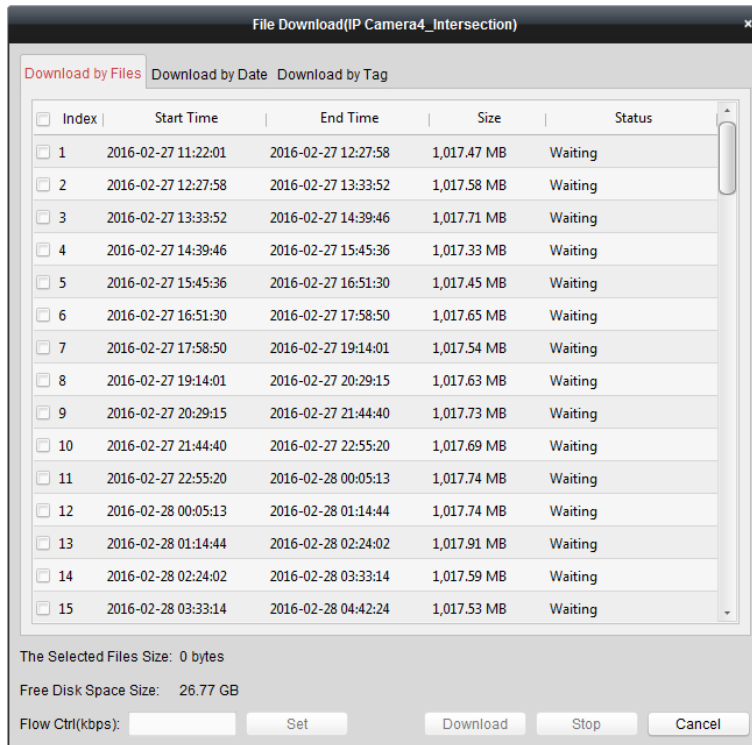 File Download(IP Camera4_Intersection) ×
Download by Files Download by Date Download by Tag
Index Start Time End Time Size Status
1 2016-02-27 11:22:01 2016-02-27 12:27:58 1,017.47 MB Waiting
2 2016-02-27 12:27:58 2016-02-27 13:33:52 1,017.58 MB Waiting
3 2016-02-27 13:33:52 2016-02-27 14:39:46 1,017.71 MB Waiting
4 2016-02-27 14:39:46 2016-02-27 15:45:36 1,017.33 MB Waiting
5 2016-02-27 15:45:36 2016-02-27 16:51:30 1,017.45 MB Waiting
6 2016-02-27 16:51:30 2016-02-27 17:58:50 1,017.65 MB Waiting
7 2016-02-27 17:58:50 2016-02-27 19:14:01 1,017.54 MB Waiting
8 2016-02-27 19:14:01 2016-02-27 20:29:15 1,017.63 MB Waiting
9 2016-02-27 20:29:15 2016-02-27 21:44:40 1,017.73 MB Waiting
10 2016-02-27 21:44:40 2016-02-27 22:55:20 1,017.69 MB Waiting
11 2016-02-27 22:55:20 2016-02-28 00:05:13 1,017.74 MB Waiting
12 2016-02-28 00:05:13 2016-02-28 01:14:44 1,017.74 MB Waiting
13 2016-02-28 01:14:44 2016-02-28 02:24:02 1,017.91 MB Waiting
14 2016-02-28 02:24:02 2016-02-28 03:33:14 1,017.59 MB Waiting
15 2016-02-28 03:33:14 2016-02-28 04:42:24 1,017.53 MB Waiting
The Selected Files Size: 0 bytes
Free Disk Space Size: 26.77 GB
Flow Ctrl(kbps): Set Download Stop Cancel